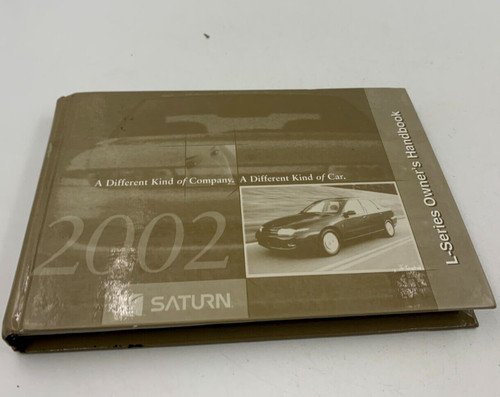 A Different Kind of Company. A Different Kind of Car.
2002
SATURN
L-Series Owner's Handbook